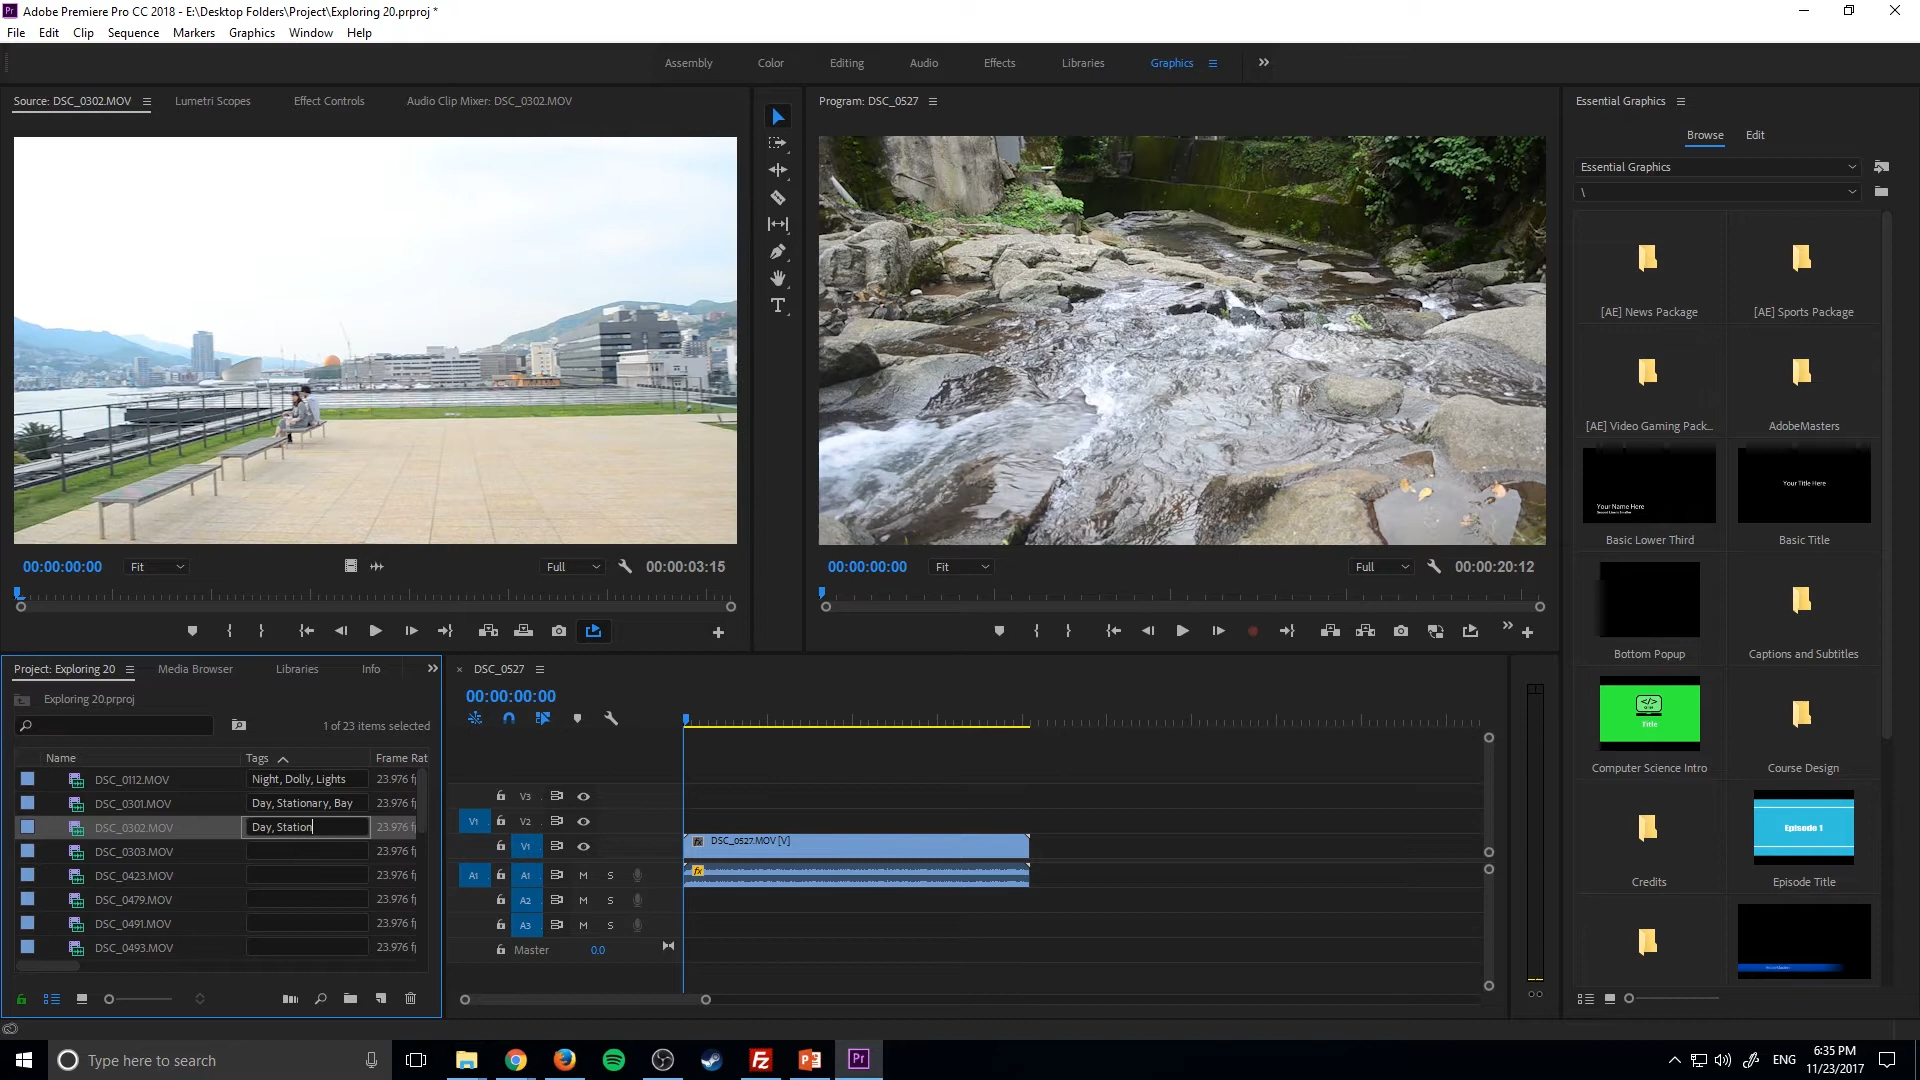 Adobe Premiere Pro CC 2018 - E:\Desktop Folders\Project\Exploring 20.prproj *
File Edit Clip Sequence Markers Graphics Window Help
Assembly Color Editing Audio Effects Libraries Graphics
Source: DSC_0302.MOV Lumetri Scopes Effect Controls Audio Clip Mixer: DSC_0302.MOV
Program: DSC_0527
Essential Graphics
Browse Edit
Essential Graphics
\
[AE] News Package [AE] Sports Package
[AE] Video Gaming Pack... AdobeMasters
Your Name Here
Your Title Here
Basic Lower Third Basic Title
Bottom Popup Captions and Subtitles
Title
Computer Science Intro Course Design
Episode 1
Credits Episode Title
00:00:00:00 Fit Full 00:00:03:15
00:00:00:00 Fit Full 00:00:20:12
Project: Exploring 20 Media Browser Libraries Info
Exploring 20.prproj
1 of 23 items selected
Name Tags Frame Rat
DSC_0112.MOV Night, Dolly, Lights 23.976 f
DSC_0301.MOV Day, Stationary, Bay 23.976 f
DSC_0302.MOV Day, Station 23.976 f
DSC_0303.MOV 23.976 f
DSC_0423.MOV 23.976 f
DSC_0479.MOV 23.976 f
DSC_0491.MOV 23.976 f
DSC_0493.MOV 23.976 f
DSC_0527
00:00:00:00
V3
V1 V2
V1 DSC_0527.MOV [V]
fx
A1 A1 M S
fx
A2 M S
A3 M S
Master 0.0
Type here to search
ENG
6:35 PM
11/23/2017